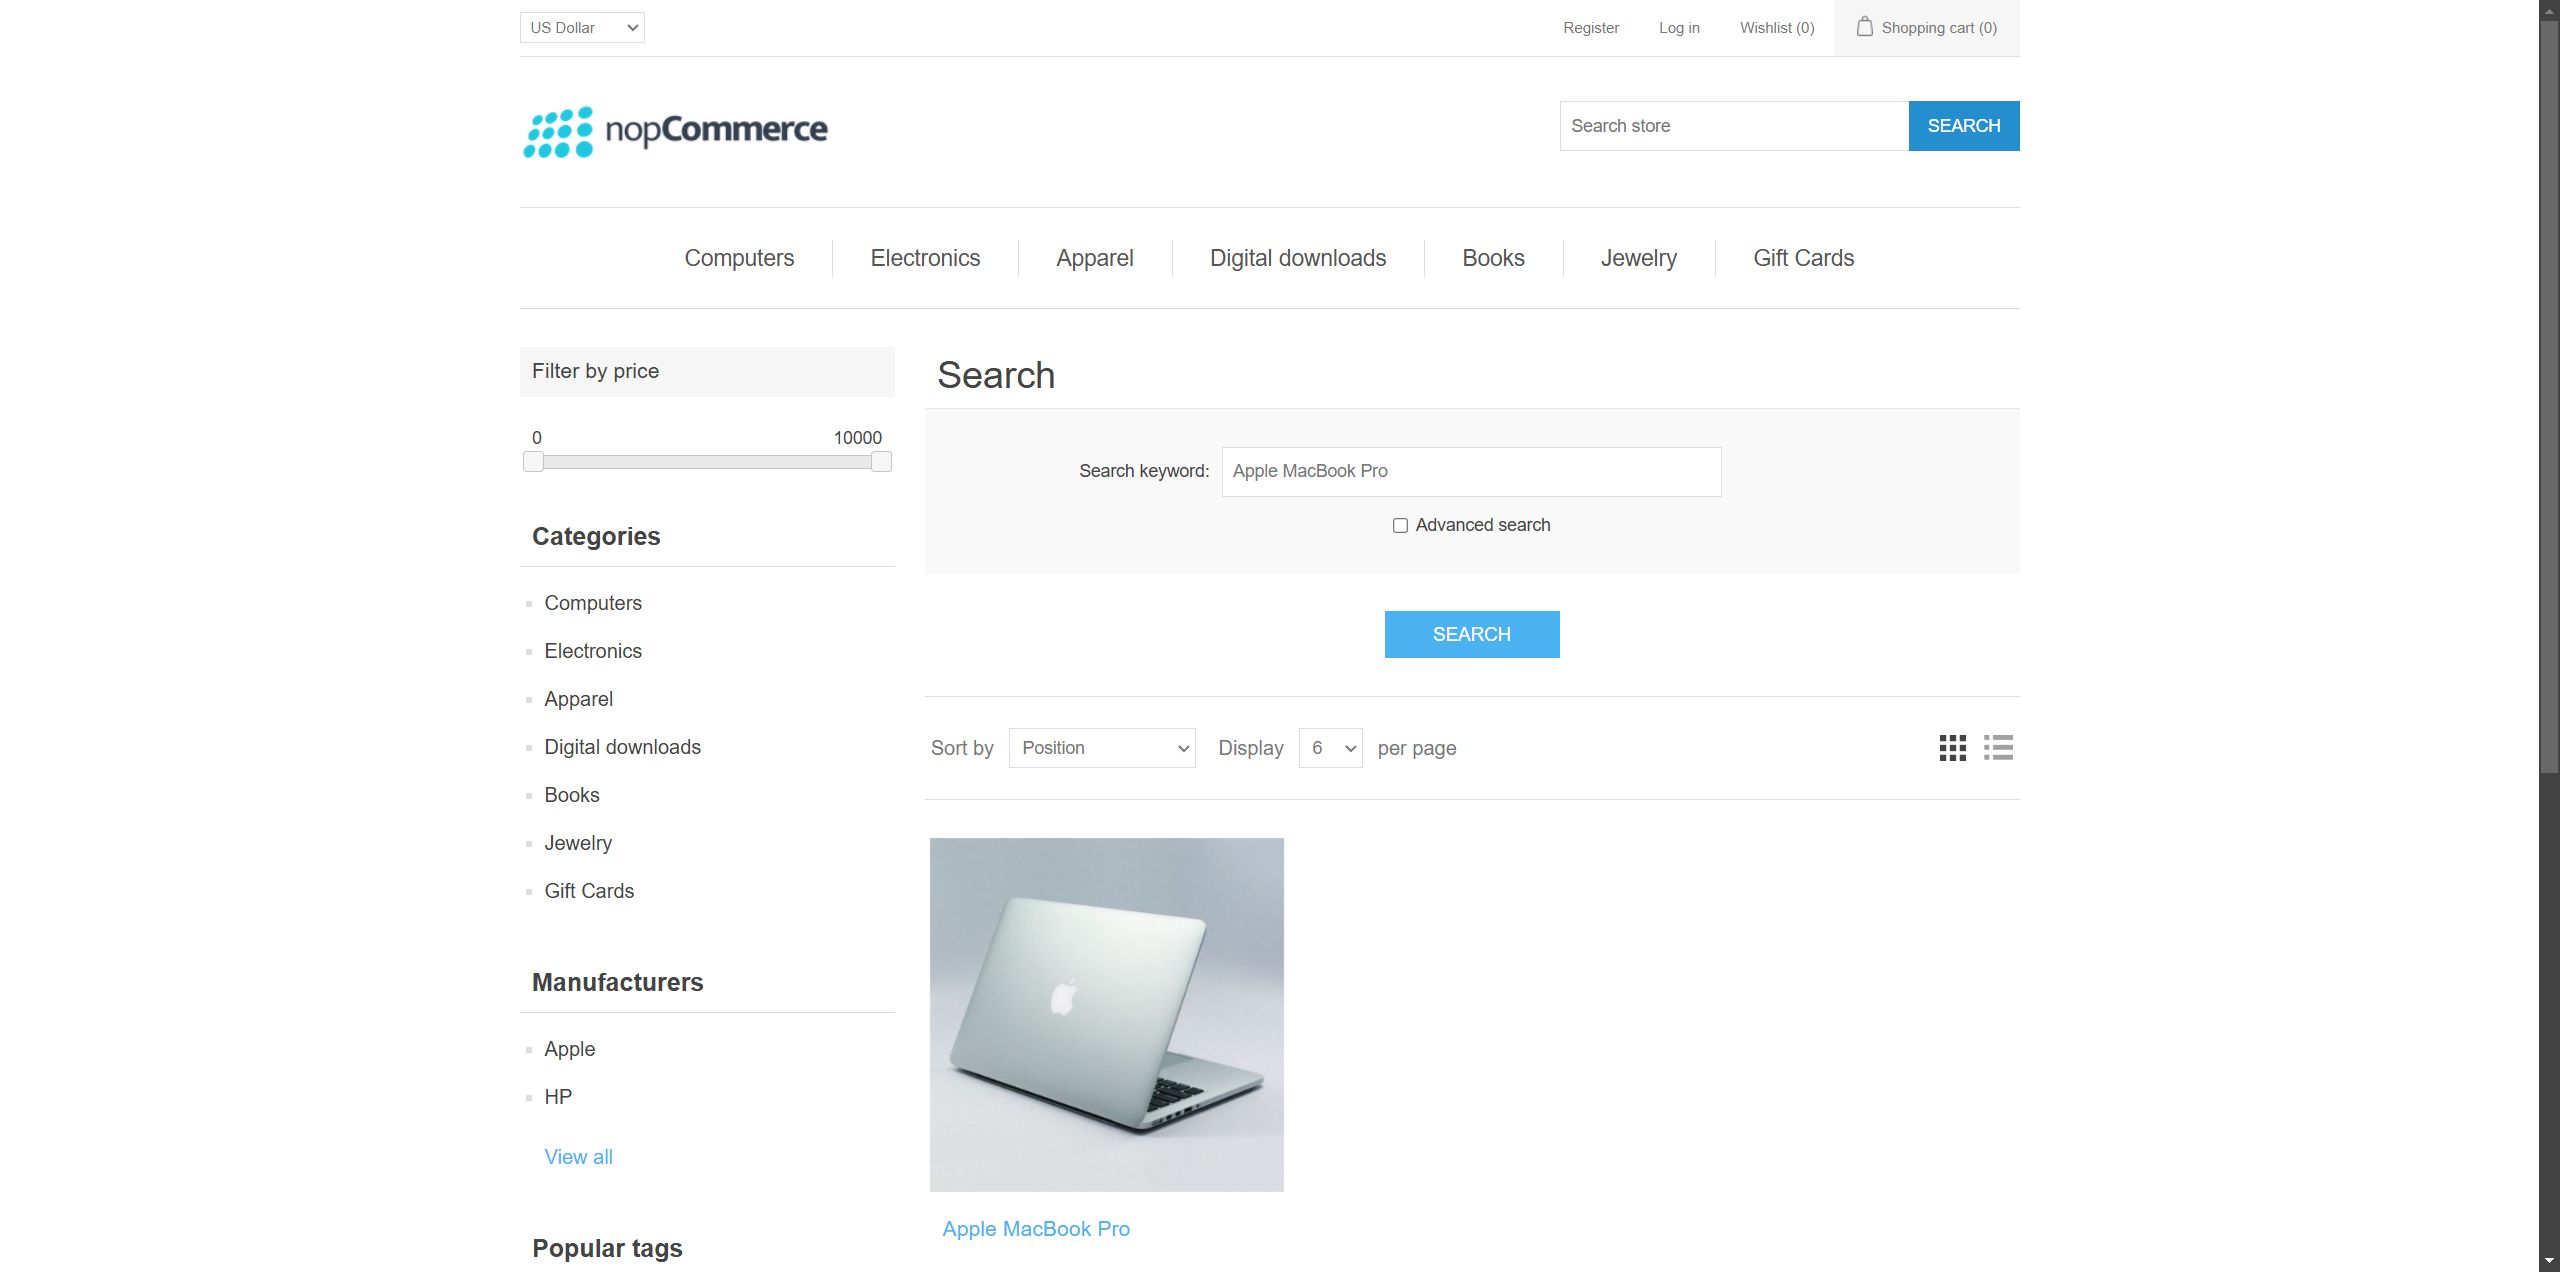 US Dollar
Register
Log in
Wishlist (0)
Shopping cart (0)
nopCommerce
Search store
SEARCH
Computers
Electronics
Apparel
Digital downloads
Books
Jewelry
Gift Cards
Filter by price
0
10000
Categories
Computers
Electronics
Apparel
Digital downloads
Books
Jewelry
Gift Cards
Manufacturers
Apple
HP
View all
Popular tags
Search
Search keyword:
Apple MacBook Pro
Advanced search
SEARCH
Sort by
Position
Display
6
per page
Apple MacBook Pro